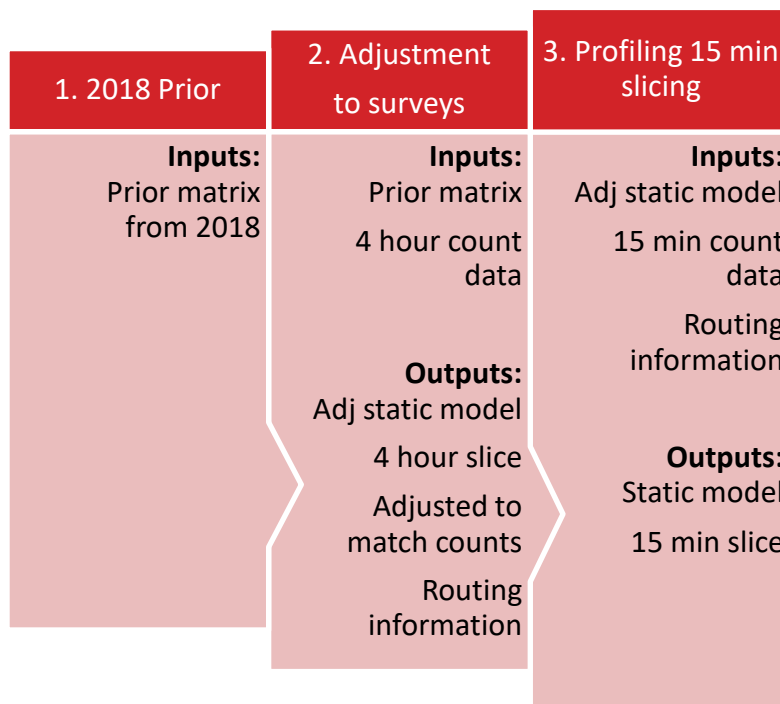 1. 2018 Prior
Inputs:
Prior matrix
from 2018
2. Adjustment
to surveys
Inputs:
Prior matrix
4 hour count
data
Outputs:
Adj static model
4 hour slice
Adjusted to
match counts
Routing
information
3. Profiling 15 min
slicing
Inputs:
Adj static model
15 min count
data
Routing
information
Outputs:
Static model
15 min slice